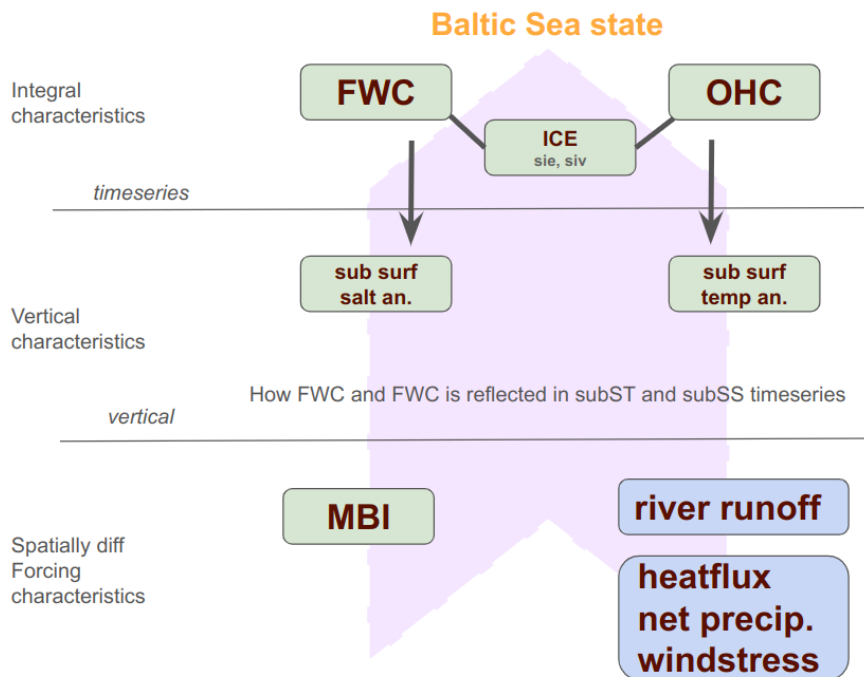 Baltic Sea state
Integral
characteristics
FWC
OHC
ICE
sie, siv
timeseries
sub surf
salt an.
sub surf
temp an.
Vertical
characteristics
How FWC and FWC is reflected in subST and subSS timeseries
vertical
MBI
river runoff
Spatially diff
Forcing
characteristics
heatflux
net precip.
windstress